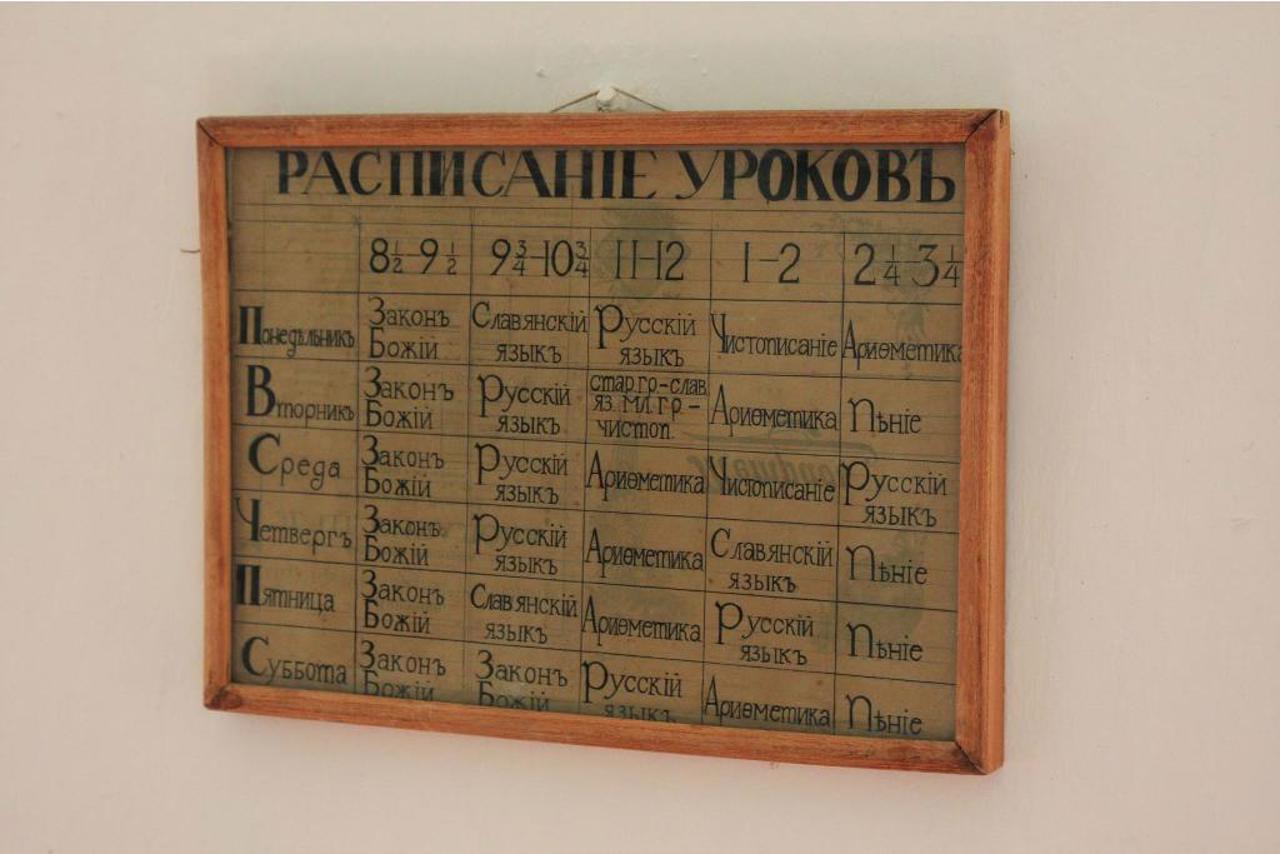 РАСПИСАНІЕ УРОКОВЪ
8½-9½ 9¾-10¾ 11-12 1-2 2¼-3¼
Понедѣльникъ Законъ Божій Славянскій языкъ Русскій языкъ Чистописаніе Ариѳметика
Вторникъ Законъ Божій Русскій языкъ стар.гр-слав. яз. мл.гр- чистоп. Ариѳметика Пѣніе
Среда Законъ Божій Русскій языкъ Ариѳметика Чистописаніе Русскій языкъ
Четвергъ Законъ Божій Русскій языкъ Ариѳметика Славянскій языкъ Пѣніе
Пятница Законъ Божій Славянскій языкъ Ариѳметика Русскій языкъ Пѣніе
Суббота Законъ Божій Законъ Божій Русскій языкъ Ариѳметика Пѣніе